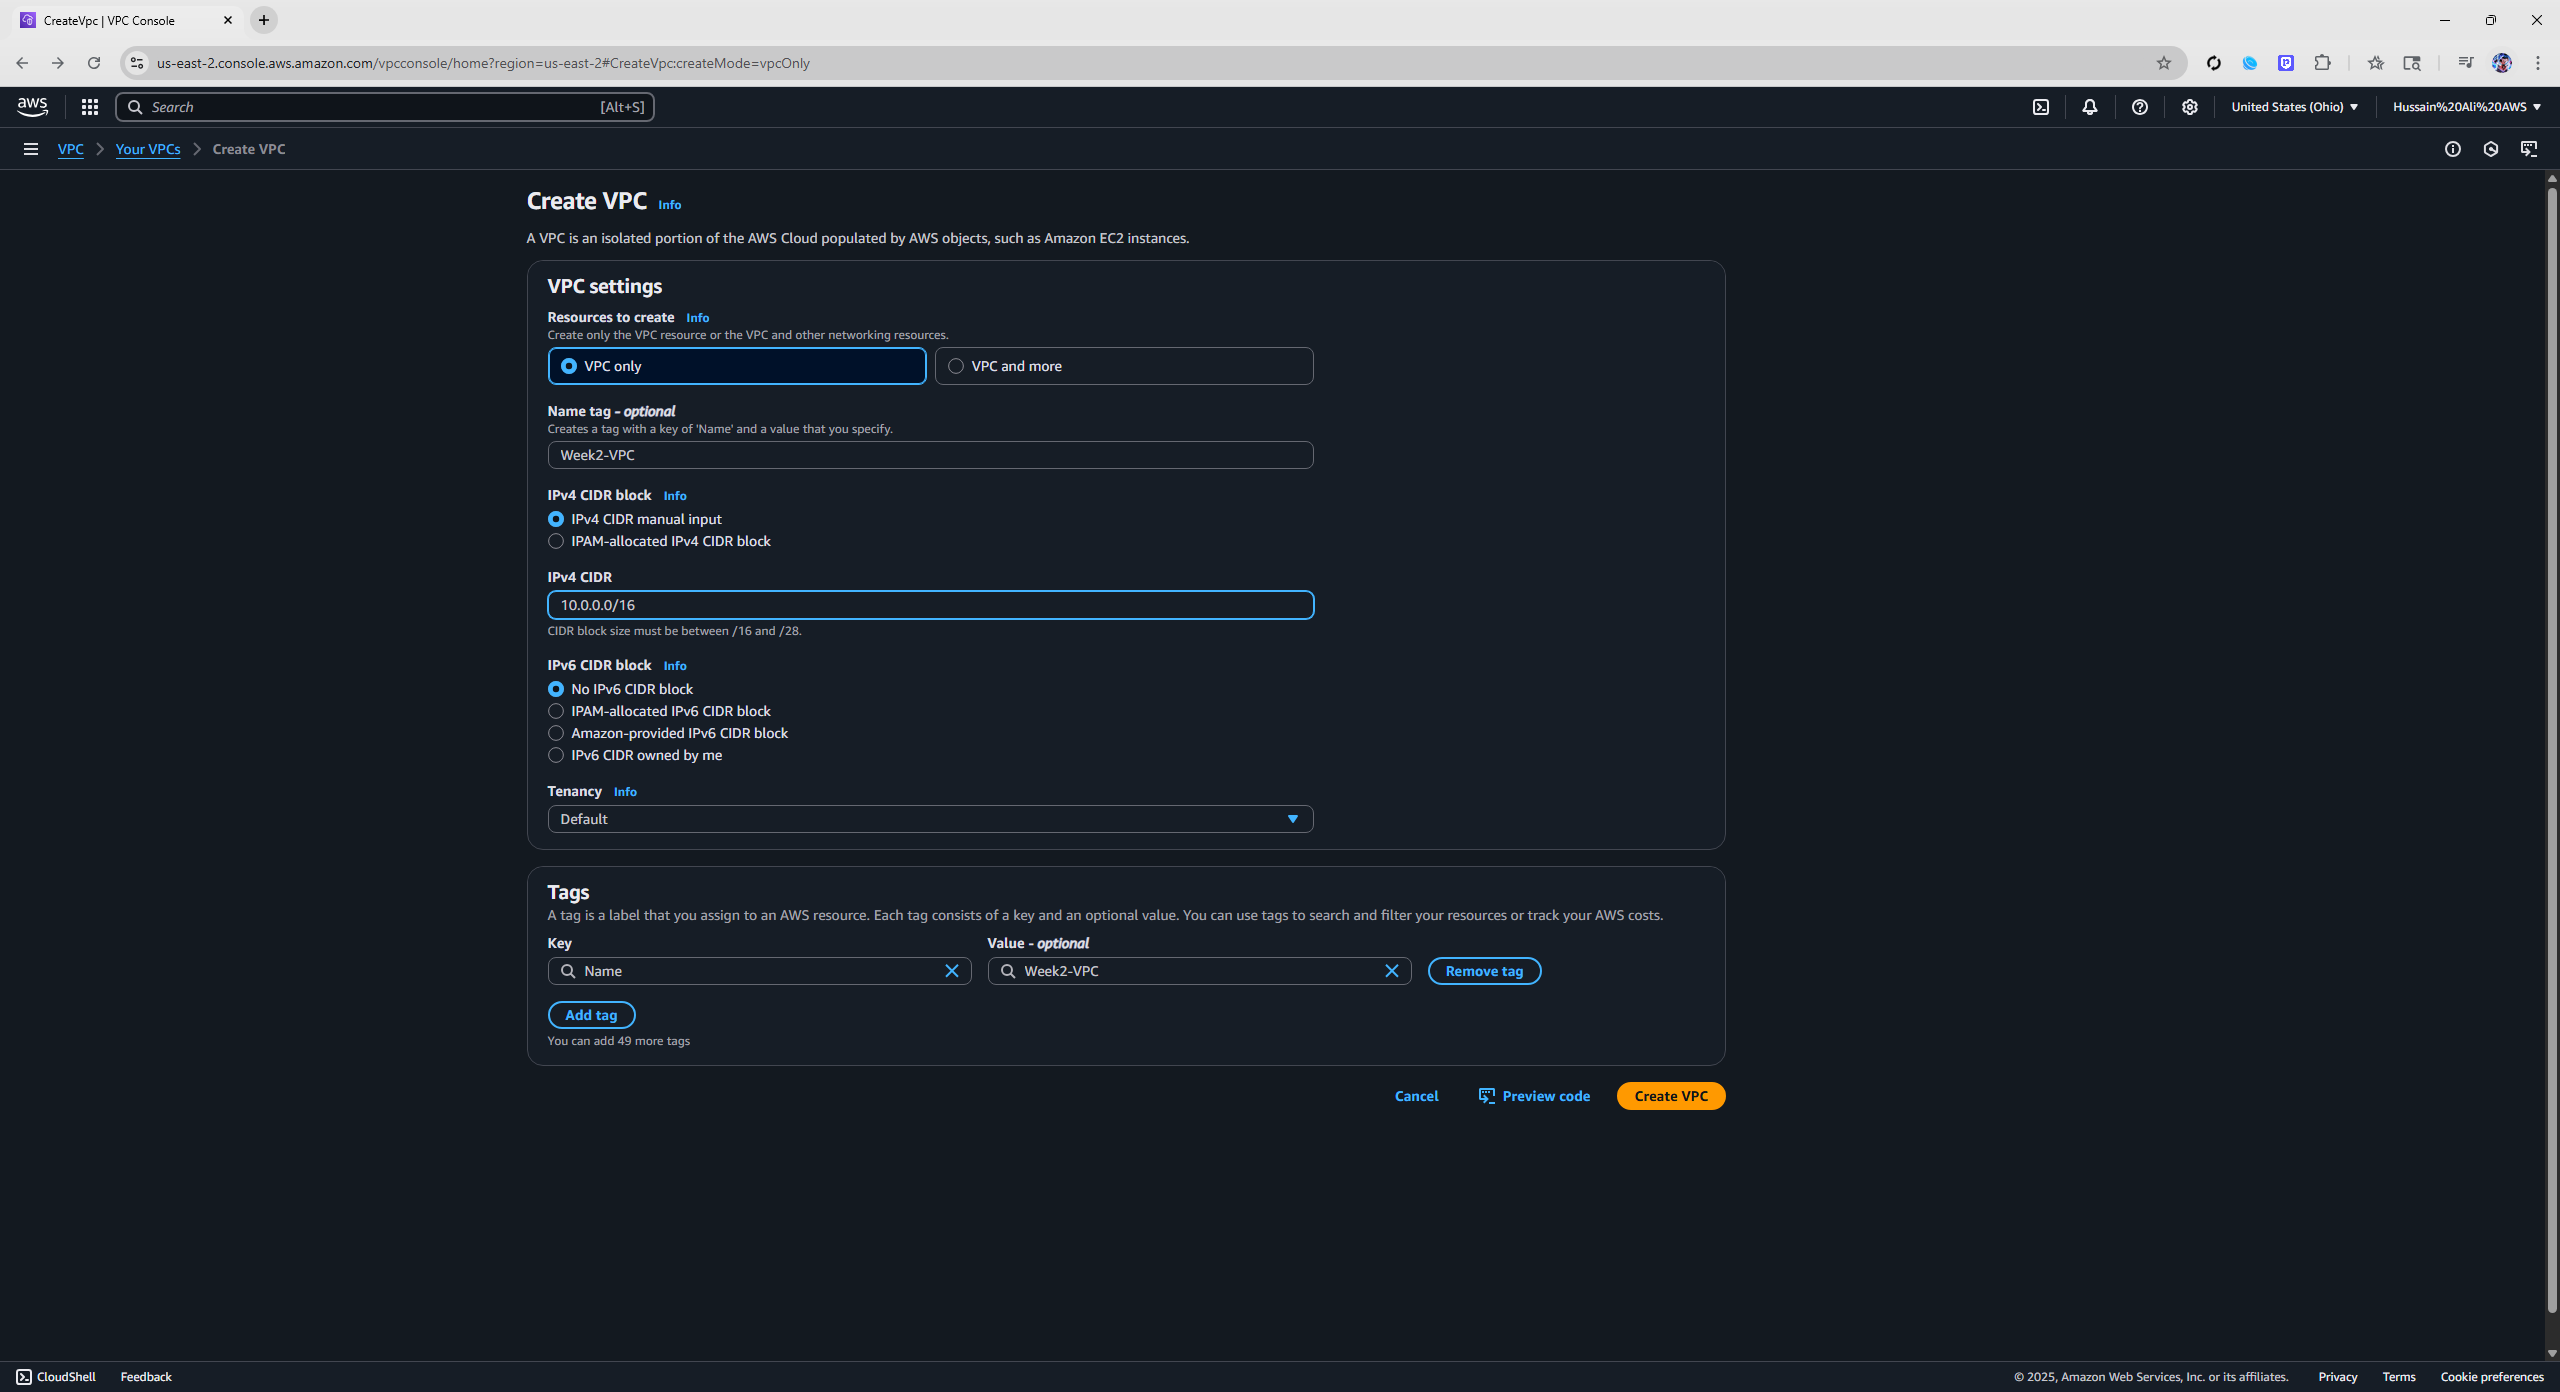 CreateVpc | VPC Console
us-east-2.console.aws.amazon.com/vpcconsole/home?region=us-east-2#CreateVpc:createMode=vpcOnly
aws
Search [Alt+S]
United States (Ohio)
Hussain%20Ali%20AWS
VPC
Your VPCs
Create VPC
Create VPC Info
A VPC is an isolated portion of the AWS Cloud populated by AWS objects, such as Amazon EC2 instances.
VPC settings
Resources to create Info
Create only the VPC resource or the VPC and other networking resources.
VPC only
VPC and more
Name tag - optional
Creates a tag with a key of 'Name' and a value that you specify.
Week2-VPC
IPv4 CIDR block Info
IPv4 CIDR manual input
IPAM-allocated IPv4 CIDR block
IPv4 CIDR
10.0.0.0/16
CIDR block size must be between /16 and /28.
IPv6 CIDR block Info
No IPv6 CIDR block
IPAM-allocated IPv6 CIDR block
Amazon-provided IPv6 CIDR block
IPv6 CIDR owned by me
Tenancy Info
Default
Tags
A tag is a label that you assign to an AWS resource. Each tag consists of a key and an optional value. You can use tags to search and filter your resources or track your AWS costs.
Key
Value - optional
Name
Week2-VPC
Remove tag
Add tag
You can add 49 more tags
Cancel
Preview code
Create VPC
CloudShell
Feedback
© 2025, Amazon Web Services, Inc. or its affiliates.
Privacy
Terms
Cookie preferences